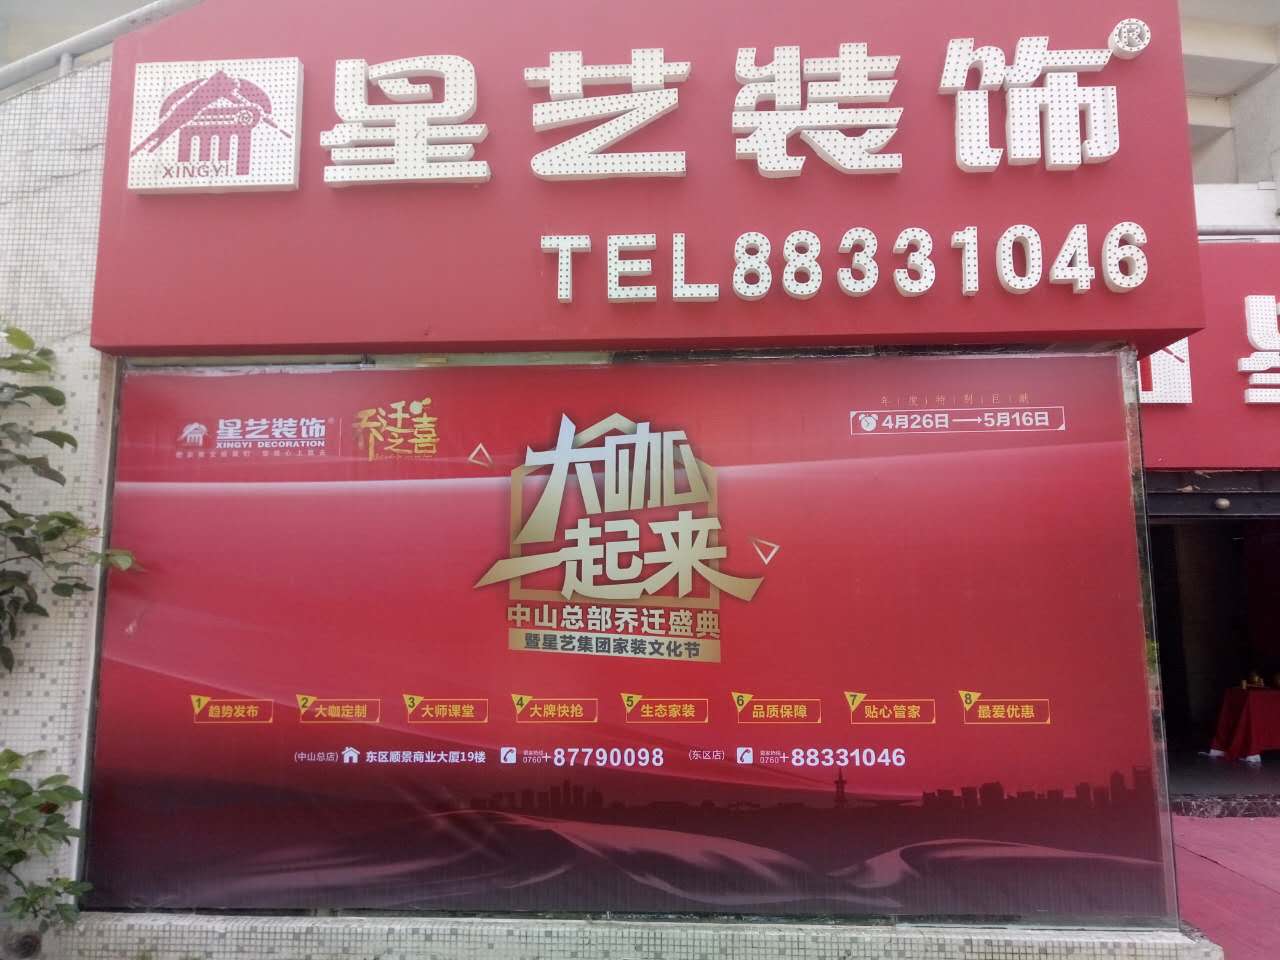 XINGYI
星艺装饰®
TEL88331046
星艺装饰®
XINGYI DECORATION
乔迁之喜
年度特别巨献
4月26日——5月16日
大咖
一起来
中山总部乔迁盛典
暨星艺集团家装文化节
1 趋势发布
2 大咖定制
3 大师课堂
4 大牌快抢
5 生态家装
6 品质保障
7 贴心管家
8 最爱优惠
(中山总店) 东区顺景商业大厦19楼 0760+87790098 (东区店) 0760+88331046